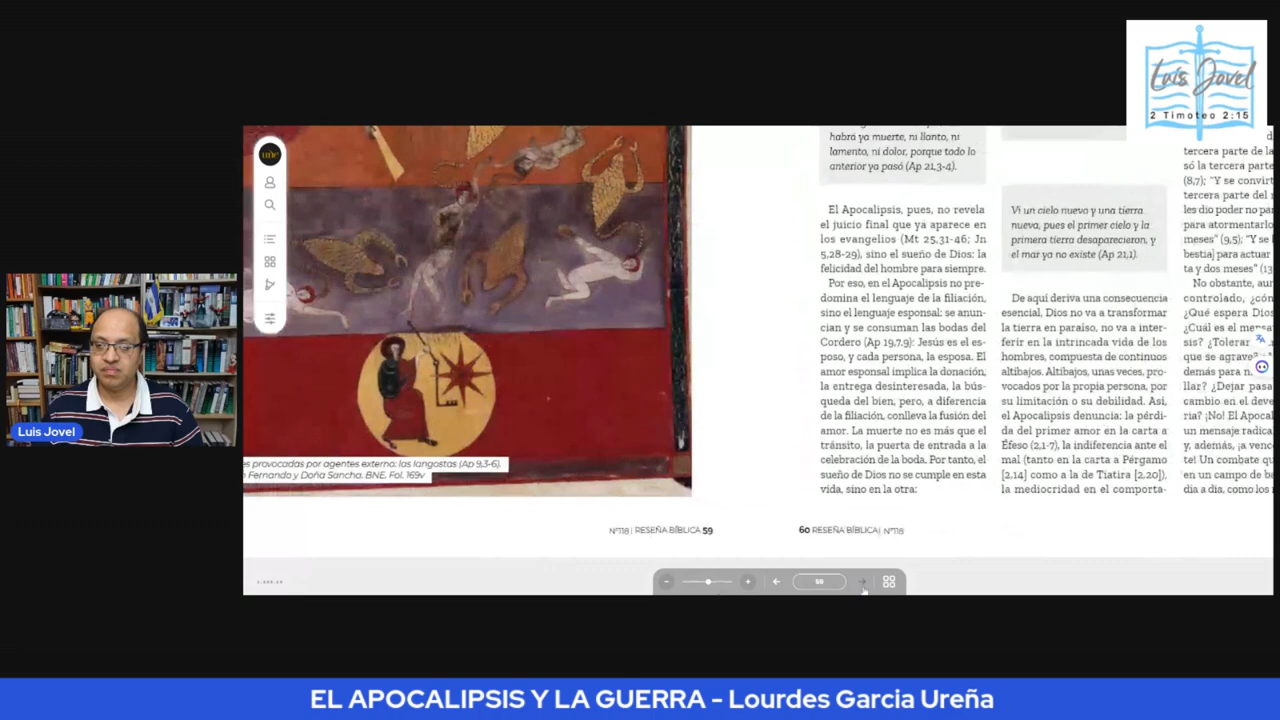 Luis Jovel
2 Timoteo 2:15
une
es provocadas por agentes externo: las langostas (Ap 9,3-6).
n Fernando y Doña Sancha. BNE. Fol. 169v
Nº118 | RESEÑA BÍBLICA 59
habrá ya muerte, ni llanto, ni
lamento, ni dolor, porque todo lo
anterior ya pasó (Ap 21,3-4).
El Apocalipsis, pues, no revela
el juicio final que ya aparece en
los evangelios (Mt 25,31-46; Jn
5,28-29), sino el sueño de Dios: la
felicidad del hombre para siempre.
Por eso, en el Apocalipsis no pre-
domina el lenguaje de la filiación,
sino el lenguaje esponsal: se anun-
cian y se consuman las bodas del
Cordero (Ap 19,7.9): Jesús es el es-
poso, y cada persona, la esposa. El
amor esponsal implica la donación,
la entrega desinteresada, la bús-
queda del bien, pero, a diferencia
de la filiación, conlleva la fusión del
amor. La muerte no es más que el
tránsito, la puerta de entrada a la
celebración de la boda. Por tanto, el
sueño de Dios no se cumple en esta
vida, sino en la otra:
Vi un cielo nuevo y una tierra
nueva, pues el primer cielo y la
primera tierra desaparecieron, y
el mar ya no existe (Ap 21,1).
De aquí deriva una consecuencia
esencial, Dios no va a transformar
la tierra en paraíso, no va a inter-
ferir en la intrincada vida de los
hombres, compuesta de continuos
altibajos. Altibajos, unas veces, pro-
vocados por la propia persona, por
su limitación o su debilidad. Así,
el Apocalipsis denuncia: la pérdi-
da del primer amor en la carta a
Éfeso (2,1-7), la indiferencia ante el
mal (tanto en la carta a Pérgamo
[2,14] como a la de Tiatira [2,20]),
la mediocridad en el comporta-
tercera parte de la
só la tercera parte
(8,7); "Y se convirt
tercera parte del
les dio poder no pa
para atormentarlo
meses" (9,5); "Y se
bestia] para actuar
ta y dos meses" (13
No obstante, aun
controlado, ¿cón
¿Qué espera Dios
¿Cuál es el mensa
sis? ¿Tolerar
que se agrave?
demás para n
llar? ¿Dejar pasa
cambio en el deve
ria? ¡No! El Apocal
un mensaje radica
y, además, ¡a venc
te! Un combate qu
en un campo de ba
día a día, como los
60 RESEÑA BÍBLICA | Nº118
59
Luis Jovel
EL APOCALIPSIS Y LA GUERRA - Lourdes Garcia Ureña